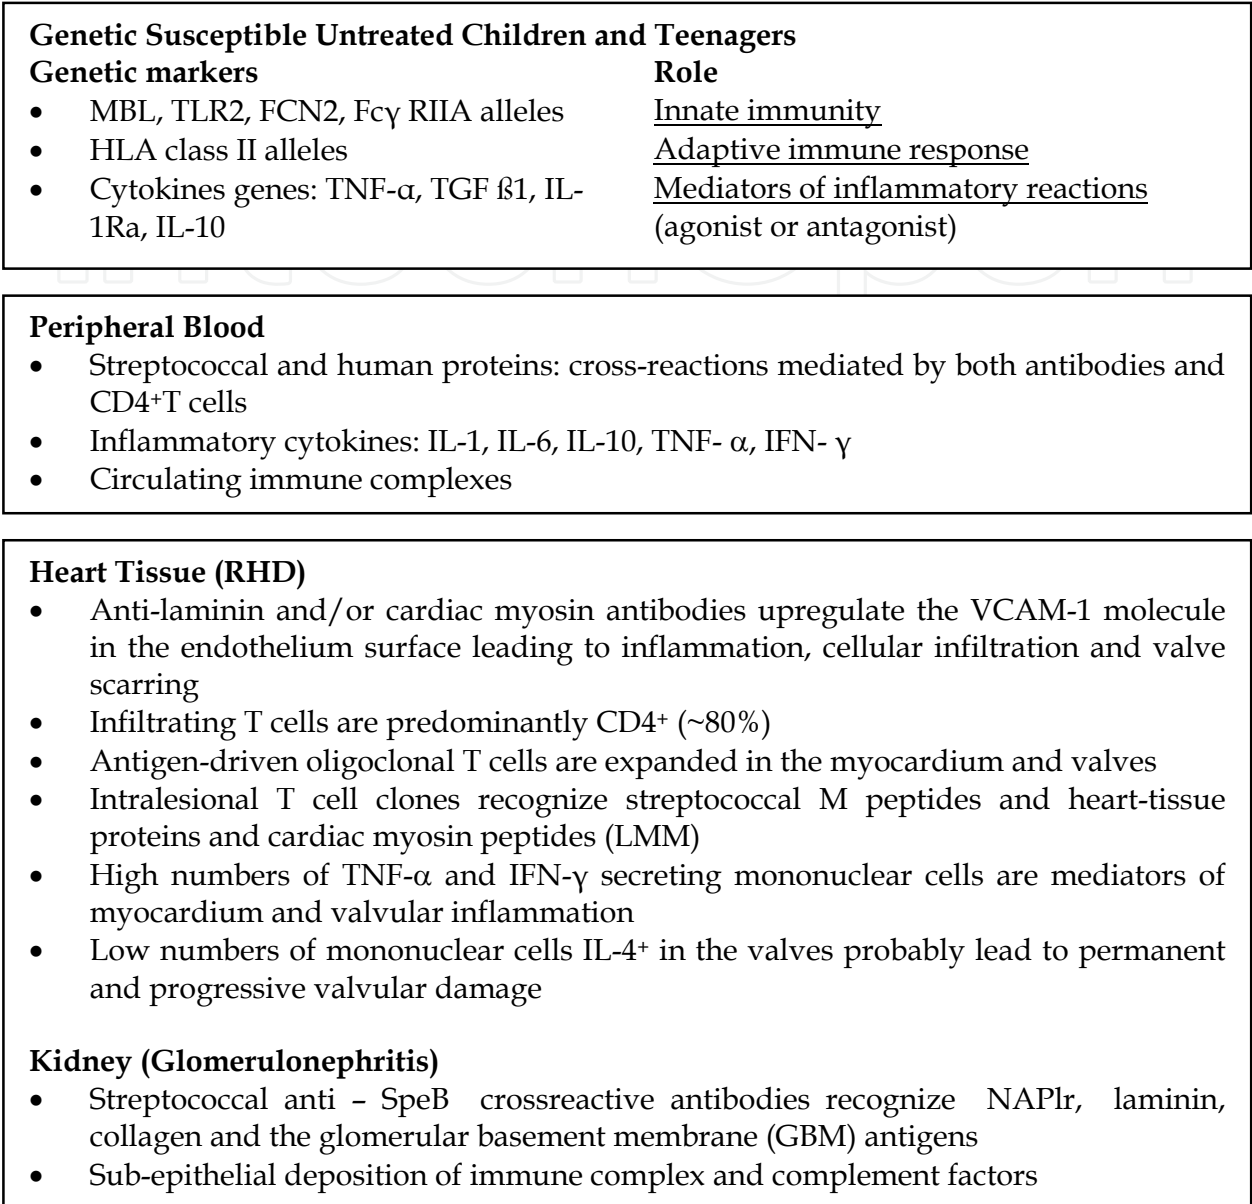 Genetic Susceptible Untreated Children and Teenagers
Genetic markers Role
• MBL, TLR2, FCN2, Fcγ RIIA alleles Innate immunity
• HLA class II alleles Adaptive immune response
• Cytokines genes: TNF-α, TGF ß1, IL- Mediators of inflammatory reactions
1Ra, IL-10 (agonist or antagonist)
Peripheral Blood
• Streptococcal and human proteins: cross-reactions mediated by both antibodies and
CD4⁺T cells
• Inflammatory cytokines: IL-1, IL-6, IL-10, TNF- α, IFN- γ
• Circulating immune complexes
Heart Tissue (RHD)
• Anti-laminin and/or cardiac myosin antibodies upregulate the VCAM-1 molecule
in the endothelium surface leading to inflammation, cellular infiltration and valve
scarring
• Infiltrating T cells are predominantly CD4⁺ (~80%)
• Antigen-driven oligoclonal T cells are expanded in the myocardium and valves
• Intralesional T cell clones recognize streptococcal M peptides and heart-tissue
proteins and cardiac myosin peptides (LMM)
• High numbers of TNF-α and IFN-γ secreting mononuclear cells are mediators of
myocardium and valvular inflammation
• Low numbers of mononuclear cells IL-4⁺ in the valves probably lead to permanent
and progressive valvular damage
Kidney (Glomerulonephritis)
• Streptococcal anti – SpeB crossreactive antibodies recognize NAPlr, laminin,
collagen and the glomerular basement membrane (GBM) antigens
• Sub-epithelial deposition of immune complex and complement factors